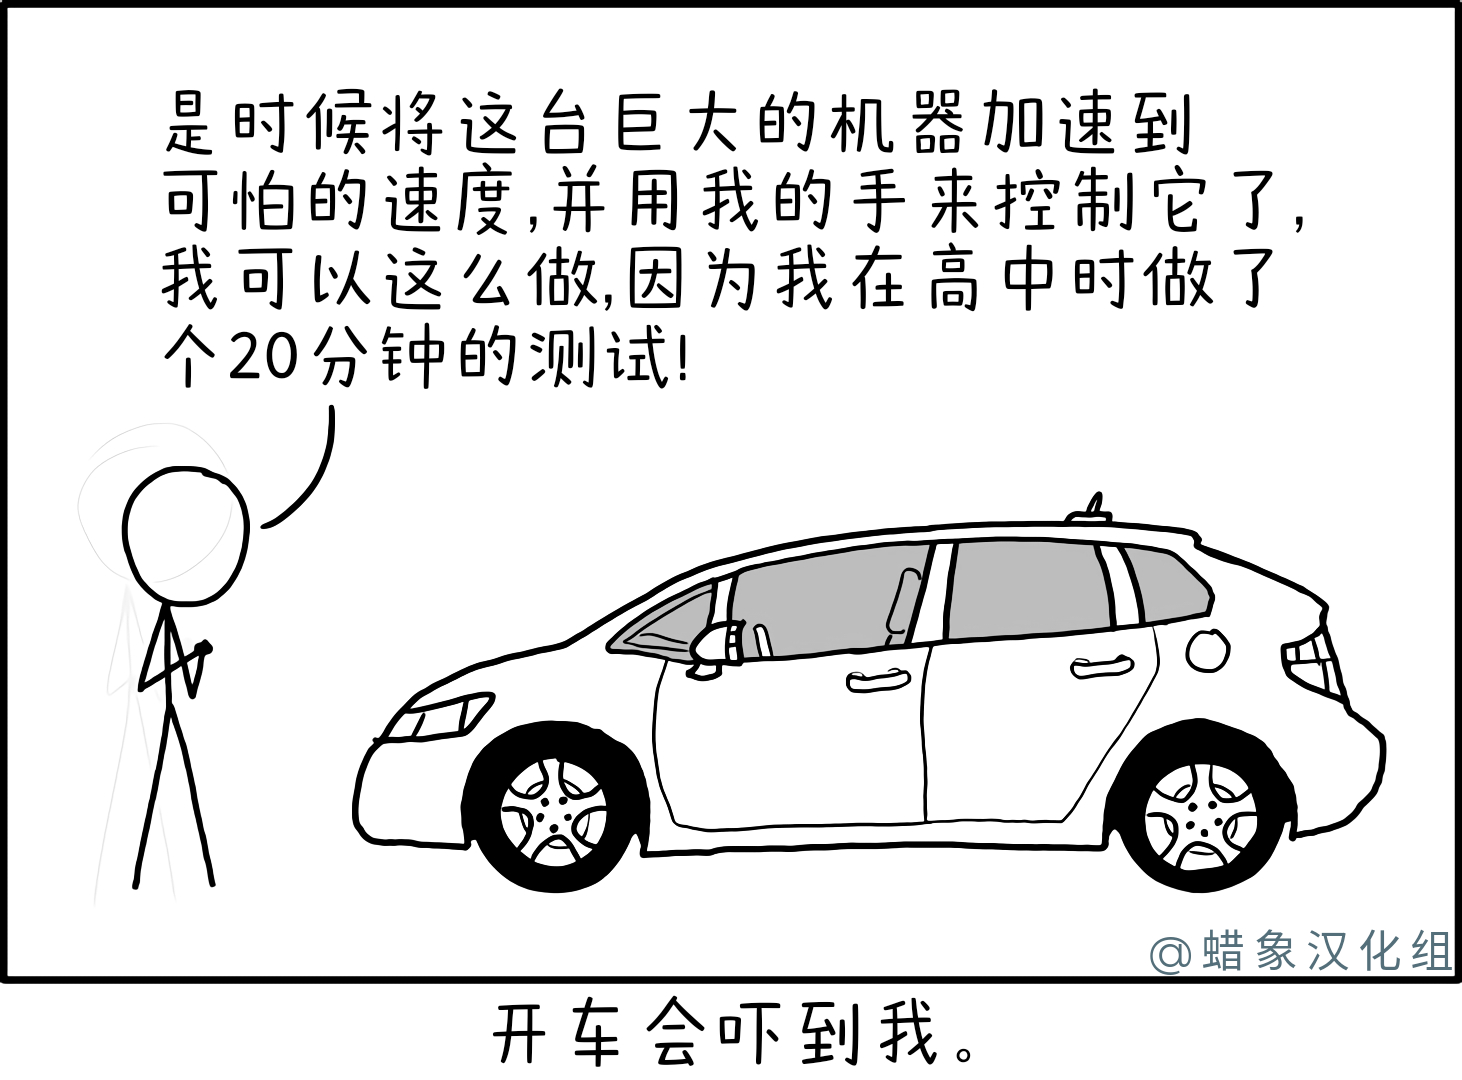 是时候将这台巨大的机器加速到
可怕的速度,并用我的手来控制它了,
我可以这么做,因为我在高中时做了
个20分钟的测试!
@蜡象汉化组
开车会吓到我。